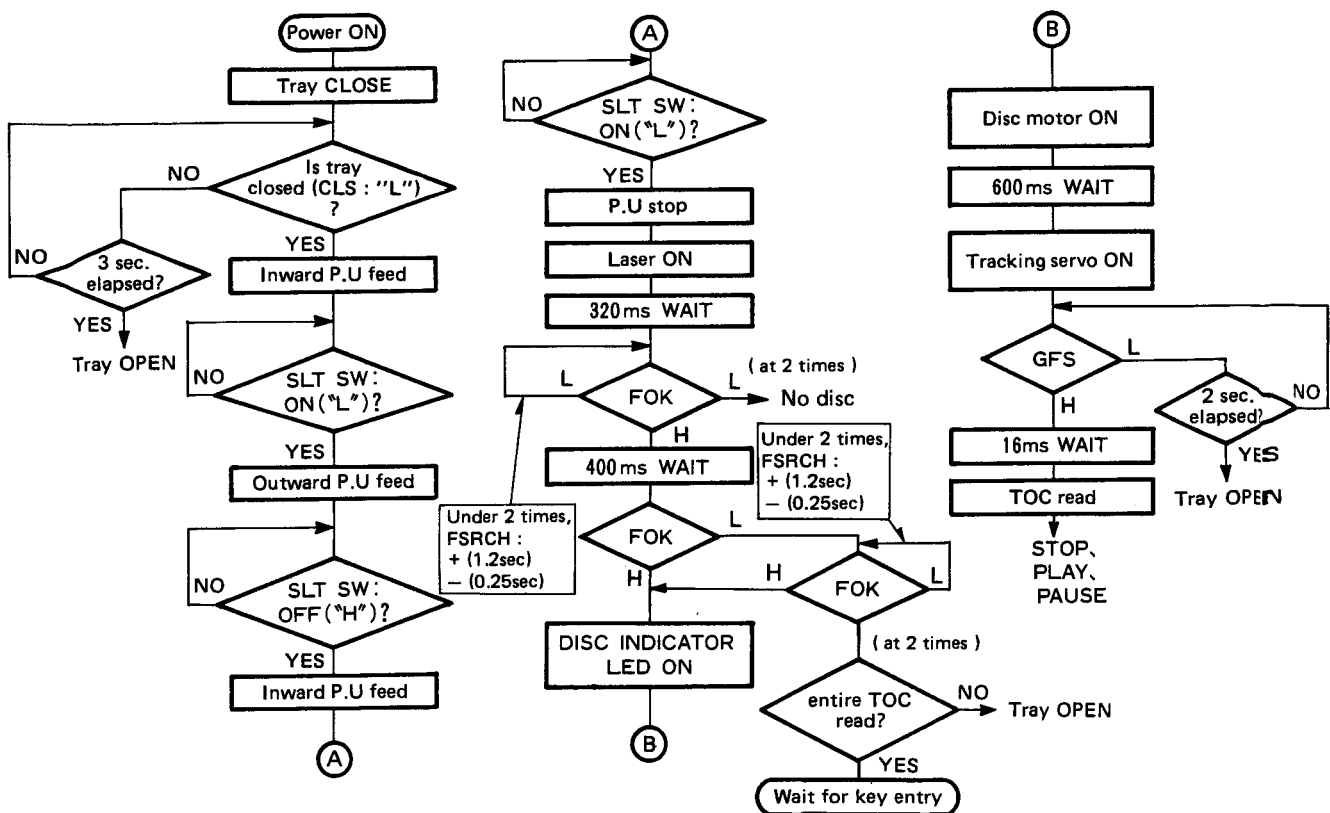 Power ON
Tray CLOSE
Is tray
closed (CLS : "L")
?
NO
YES
3 sec.
elapsed?
NO
YES
Tray OPEN
Inward P.U feed
SLT SW:
ON ("L")?
NO
YES
Outward P.U feed
SLT SW:
OFF ("H")?
NO
YES
Inward P.U feed
A
A
SLT SW:
ON ("L")?
NO
YES
P.U stop
Laser ON
320ms WAIT
FOK
L
L
(at 2 times)
No disc
H
Under 2 times,
FSRCH :
+ (1.2sec)
− (0.25sec)
400ms WAIT
FOK
L
H
Under 2 times,
FSRCH :
+ (1.2sec)
− (0.25sec)
FOK
H
L
(at 2 times)
DISC INDICATOR
LED ON
B
entire TOC
read?
NO
Tray OPEN
YES
Wait for key entry
B
Disc motor ON
600ms WAIT
Tracking servo ON
GFS
L
H
2 sec.
elapsed?
NO
YES
Tray OPEN
16ms WAIT
TOC read
STOP、
PLAY、
PAUSE